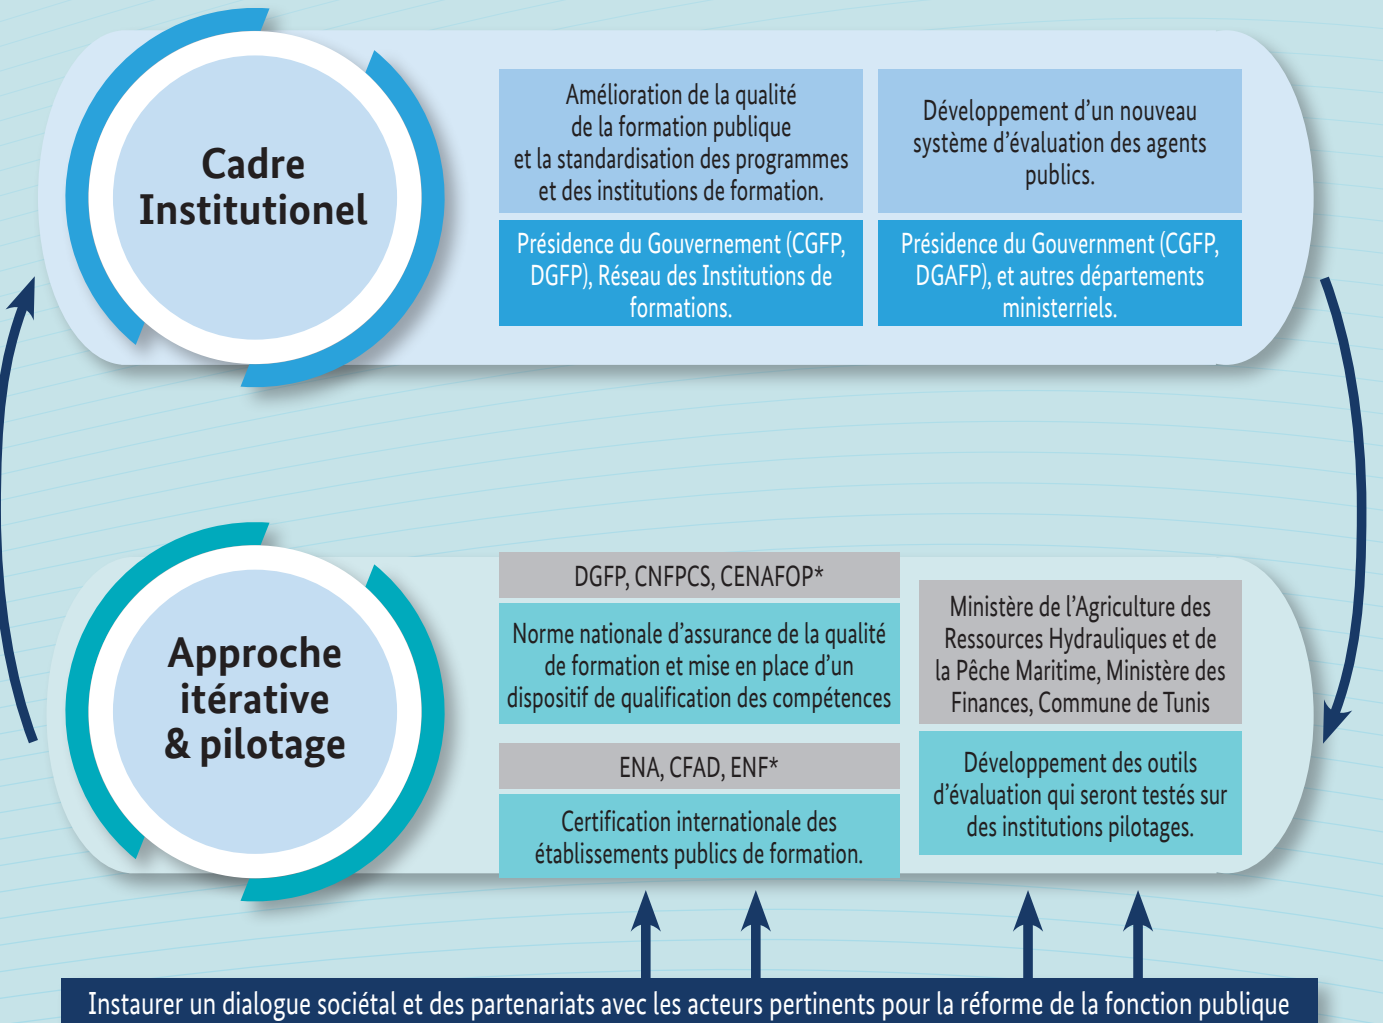 Cadre
Institutionel
Amélioration de la qualité
de la formation publique
et la standardisation des programmes
et des institutions de formation.
Présidence du Gouvernement (CGFP,
DGFP), Réseau des Institutions de
formations.
Développement d'un nouveau
système d'évaluation des agents
publics.
Présidence du Gouvernment (CGFP,
DGAFP), et autres départements
ministerriels.
Approche
itérative
& pilotage
DGFP, CNFPCS, CENAFOP*
Norme nationale d'assurance de la qualité
de formation et mise en place d'un
dispositif de qualification des compétences
ENA, CFAD, ENF*
Certification internationale des
établissements publics de formation.
Ministère de l'Agriculture des
Ressources Hydrauliques et de
la Pêche Maritime, Ministère des
Finances, Commune de Tunis
Développement des outils
d'évaluation qui seront testés sur
des institutions pilotages.
Instaurer un dialogue sociétal et des partenariats avec les acteurs pertinents pour la réforme de la fonction publique